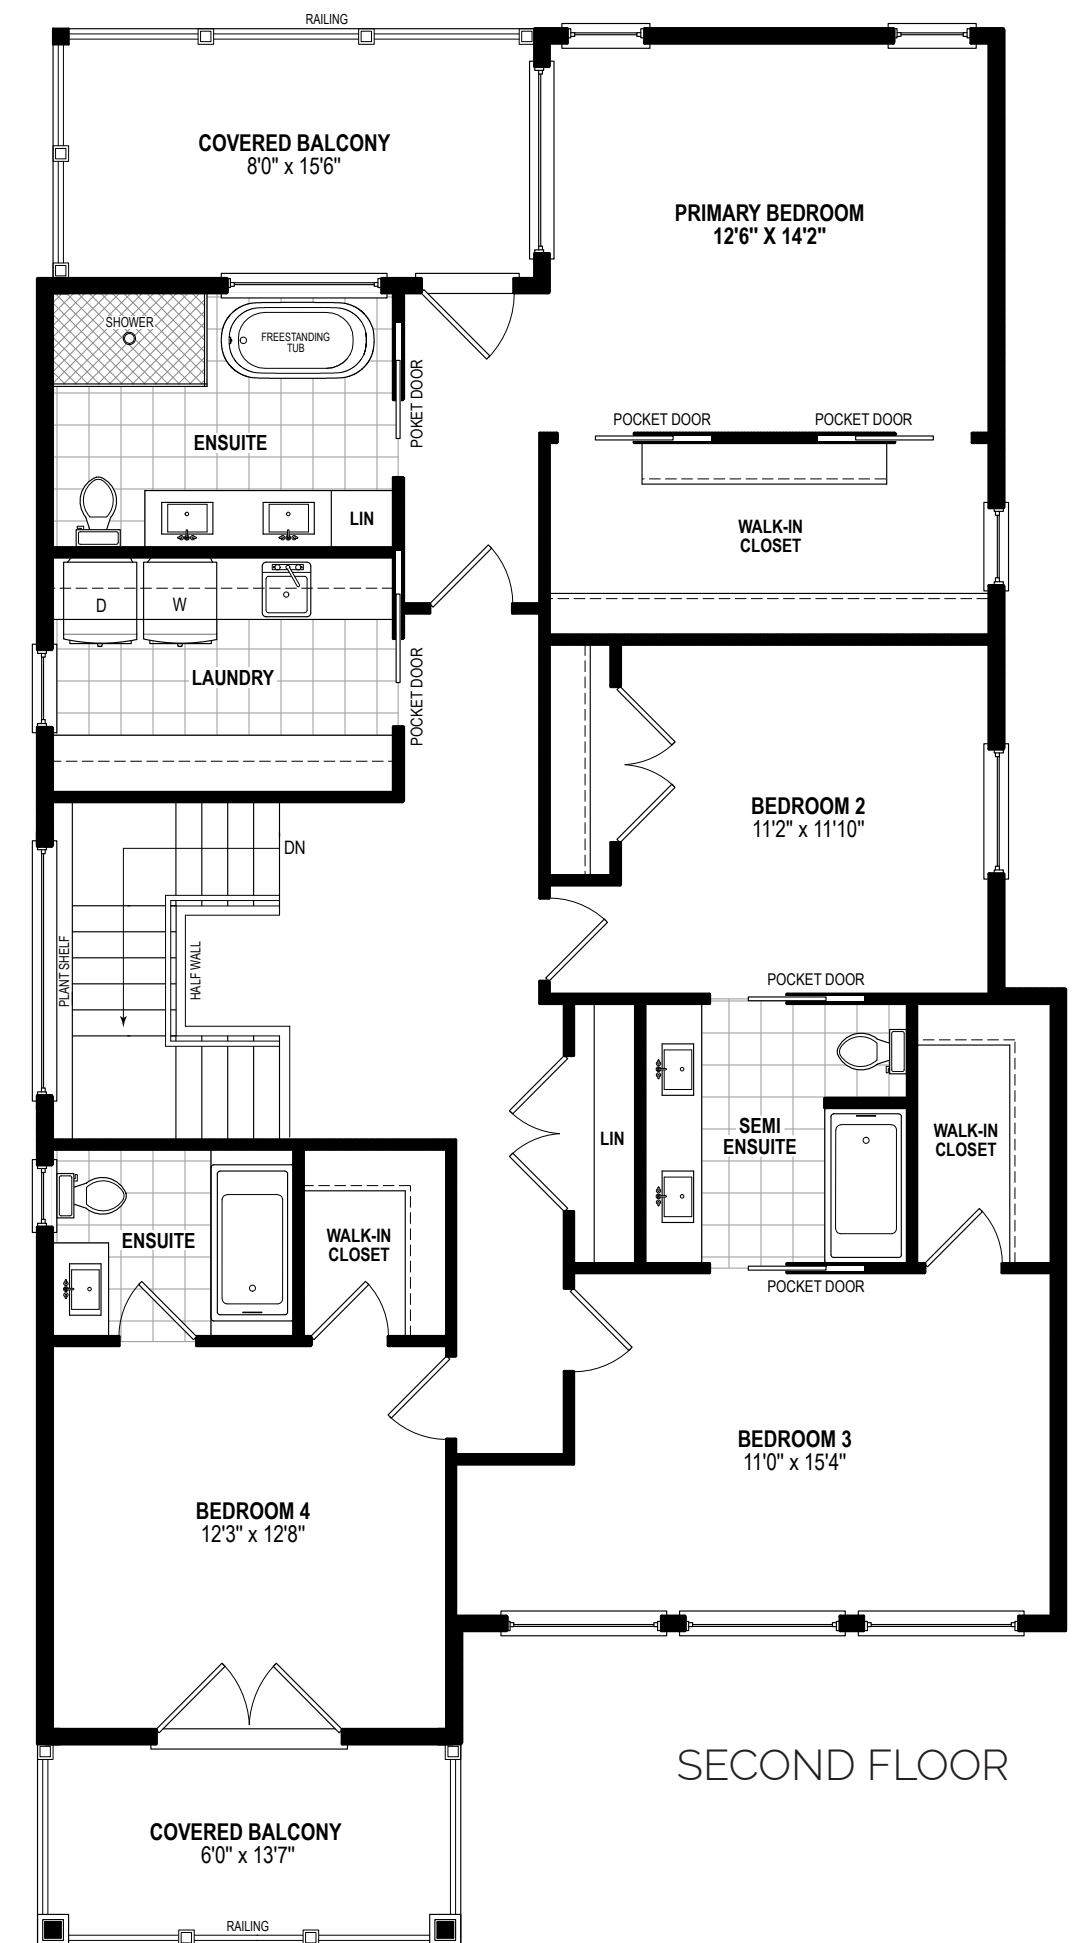 RAILING
COVERED BALCONY
8'0" x 15'6"
PRIMARY BEDROOM
12'6" X 14'2"
SHOWER
FREESTANDING
TUB
POKET DOOR
POCKET DOOR
POCKET DOOR
ENSUITE
LIN
WALK-IN
CLOSET
D
W
LAUNDRY
POCKET DOOR
BEDROOM 2
11'2" x 11'10"
DN
PLANT SHELF
HALF WALL
POCKET DOOR
LIN
SEMI
ENSUITE
WALK-IN
CLOSET
ENSUITE
WALK-IN
CLOSET
POCKET DOOR
BEDROOM 3
11'0" x 15'4"
BEDROOM 4
12'3" x 12'8"
SECOND FLOOR
COVERED BALCONY
6'0" x 13'7"
RAILING